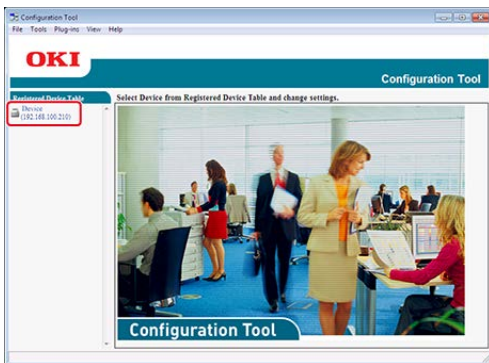 Configuration Tool
File Tools Plug-ins View Help
OKI
Configuration Tool
Registered Device Table
Select Device from Registered Device Table and change settings.
Device
(192.168.100.210)
Configuration Tool